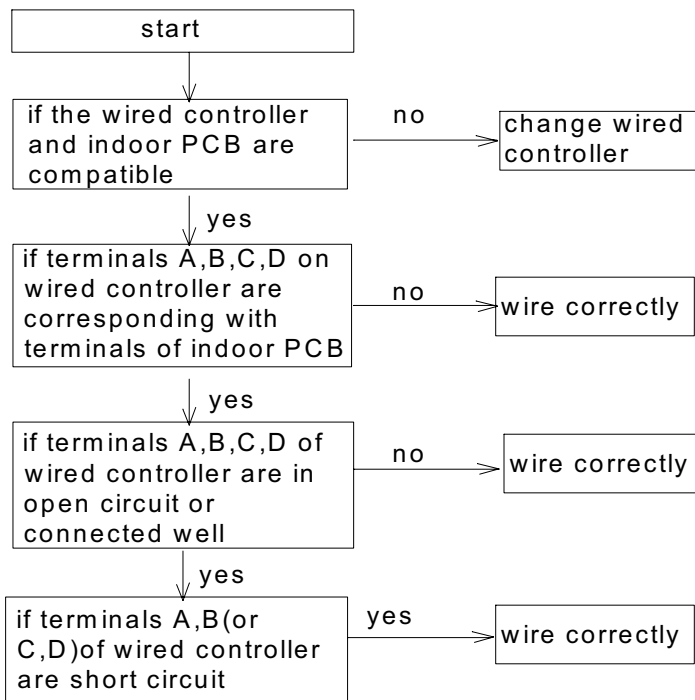 start
if the wired controller
and indoor PCB are
compatible
no
change wired
controller
yes
if terminals A,B,C,D on
wired controller are
corresponding with
terminals of indoor PCB
no
wire correctly
yes
if terminals A,B,C,D of
wired controller are in
open circuit or
connected well
no
wire correctly
yes
if terminals A,B(or
C,D)of wired controller
are short circuit
yes
wire correctly